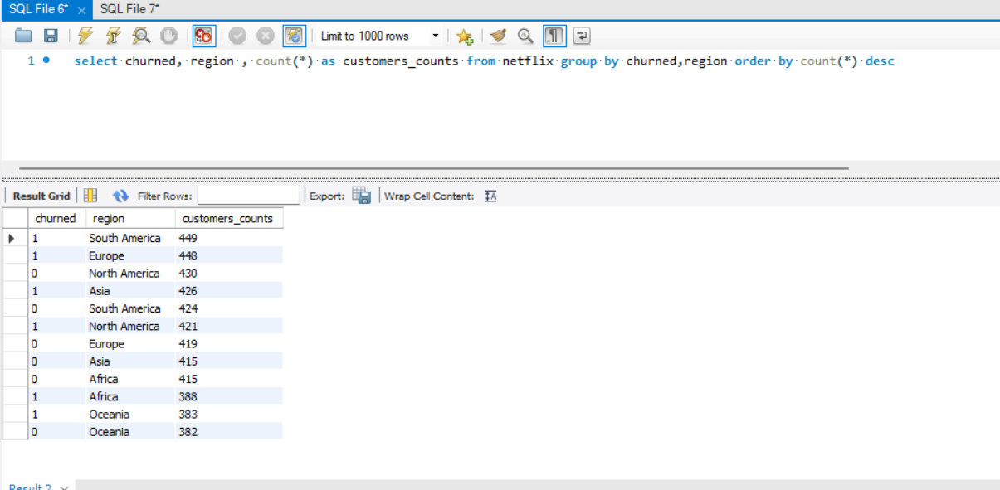 SQL File 6* × SQL File 7*
Limit to 1000 rows
1 select churned, region , count(*) as customers_counts from netflix group by churned,region order by count(*) desc
Result Grid Filter Rows: Export: Wrap Cell Content:
churned region customers_counts
1 South America 449
1 Europe 448
0 North America 430
1 Asia 426
0 South America 424
1 North America 421
0 Europe 419
0 Asia 415
0 Africa 415
1 Africa 388
1 Oceania 383
0 Oceania 382
Result 2 ×